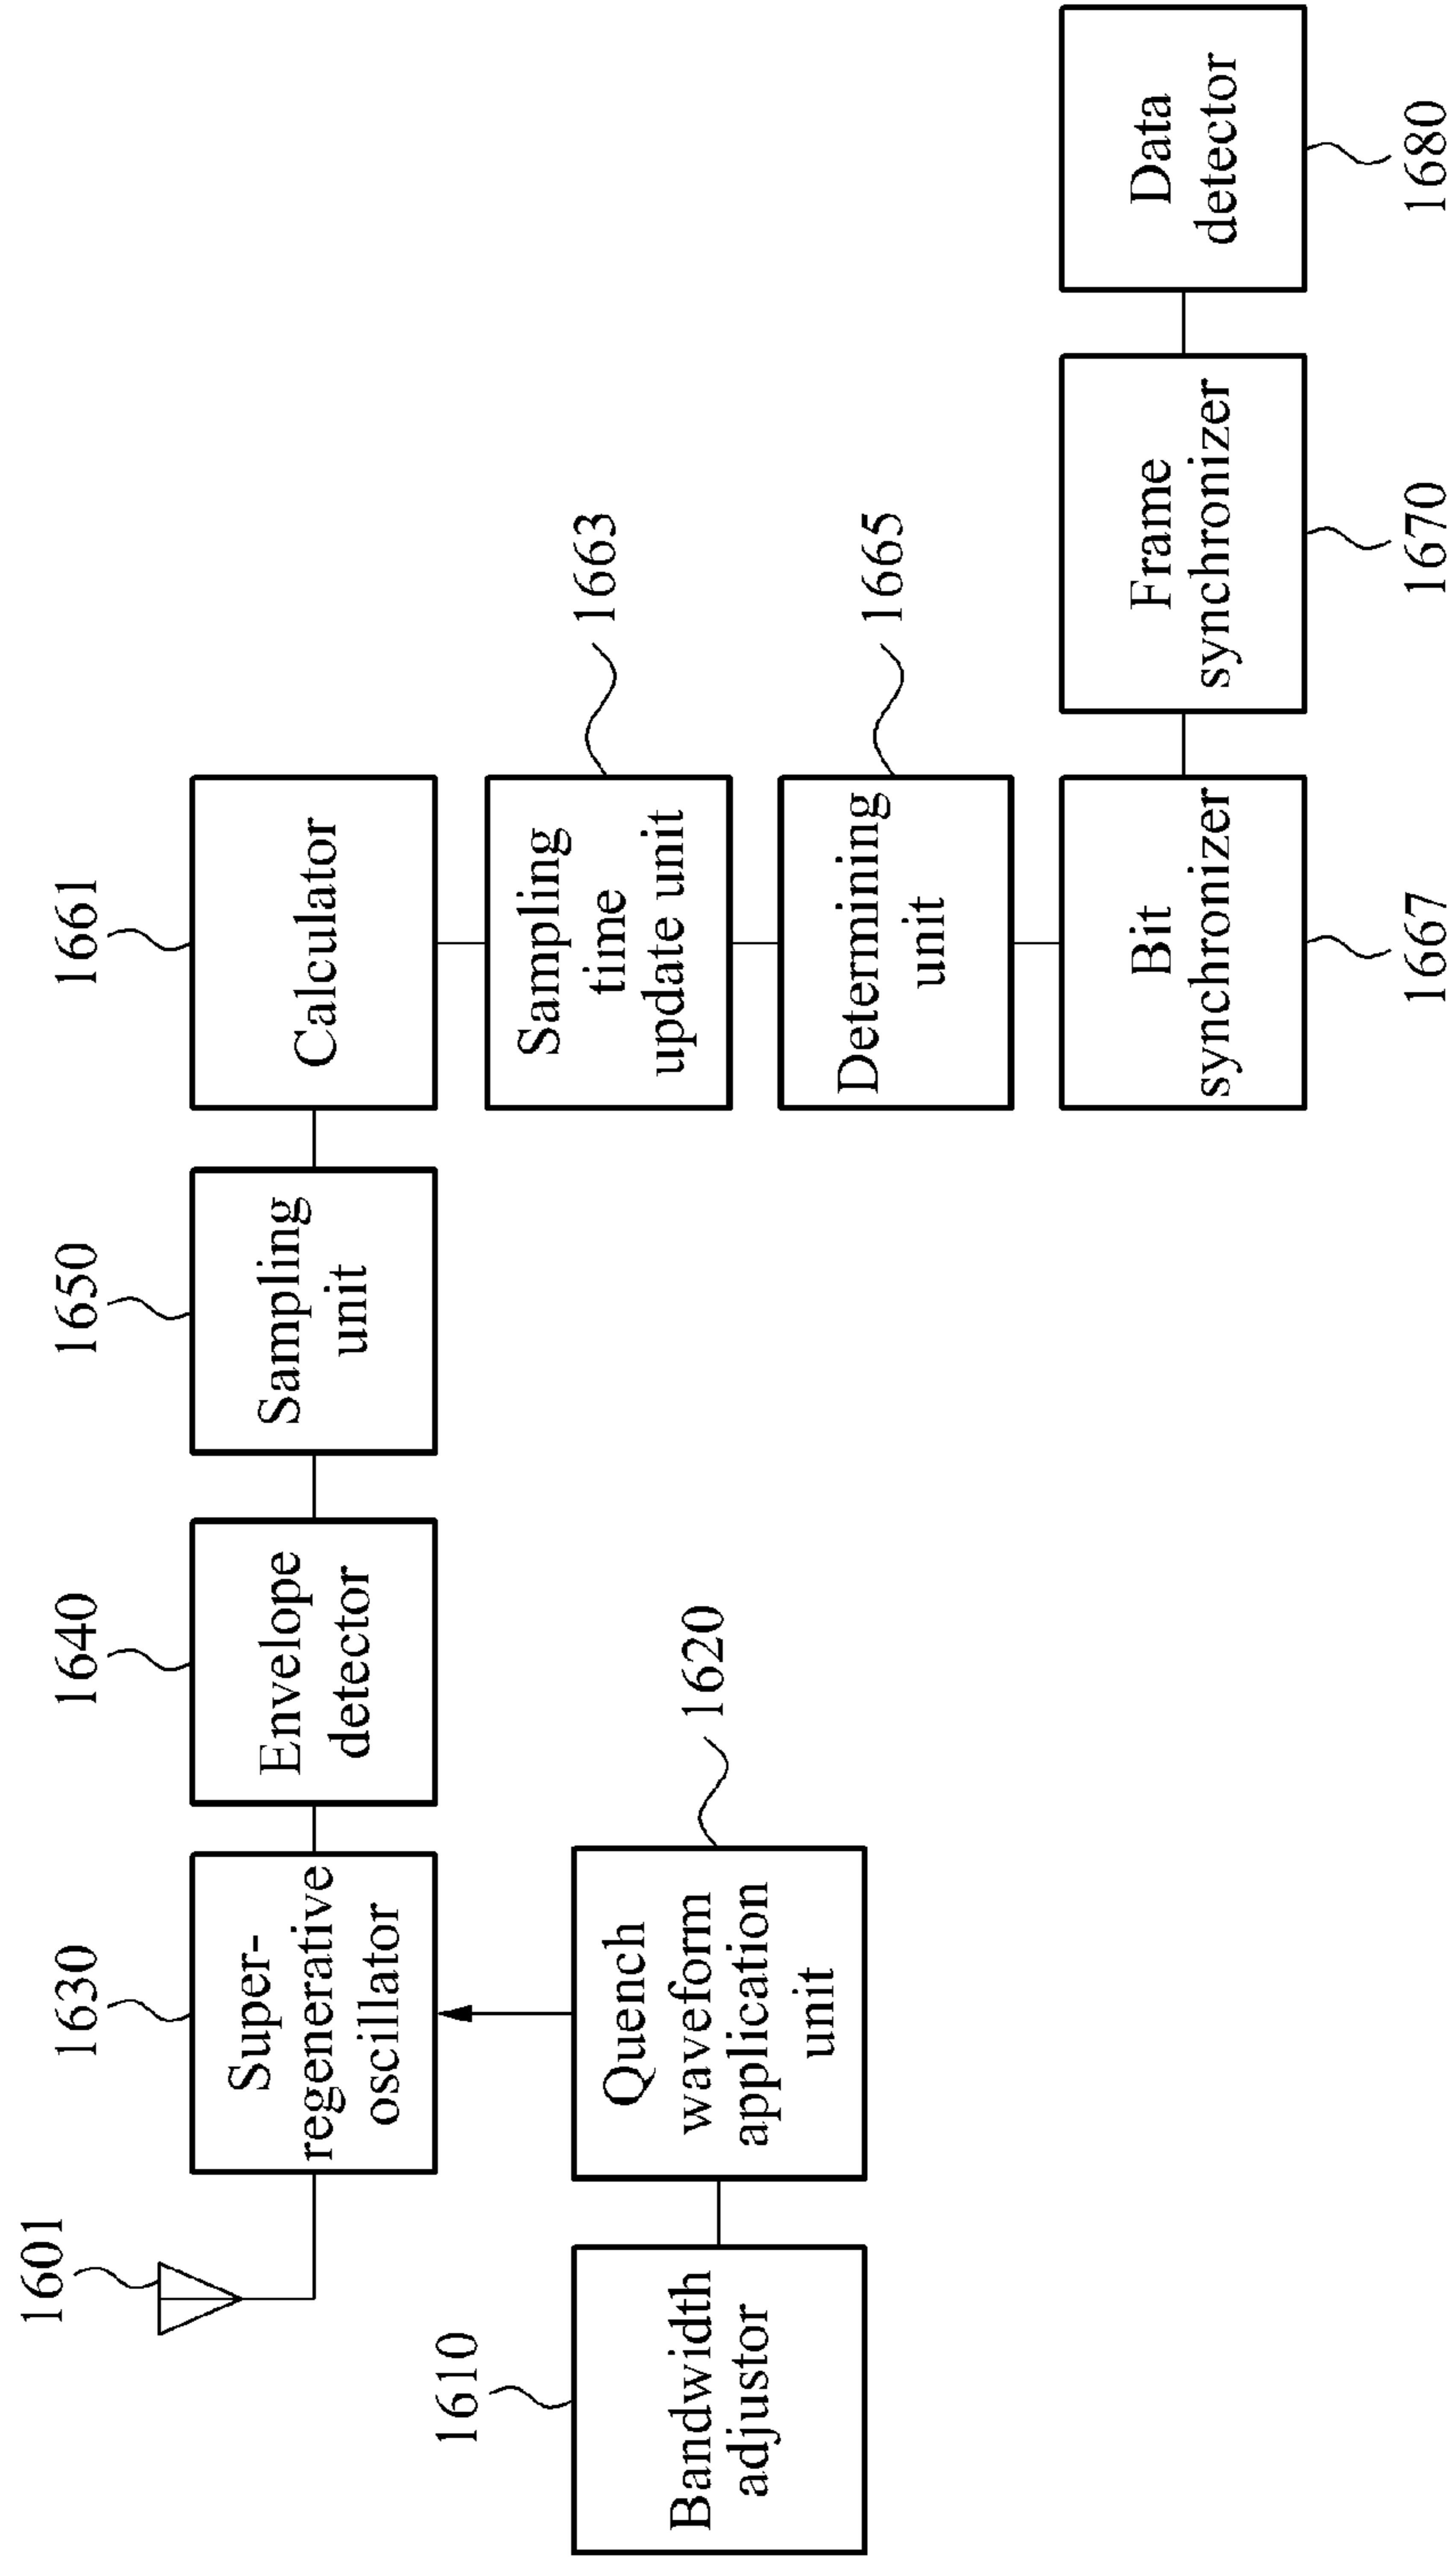 1601
1630
Super-
regenerative
oscillator
1640
Envelope
detector
1650
Sampling
unit
1661
Calculator
1610
Bandwidth
adjustor
Quench
waveform
application
unit
1620
Sampling
time
update unit
1663
Determining
unit
1665
Bit
synchronizer
1667
Frame
synchronizer
1670
Data
detector
1680